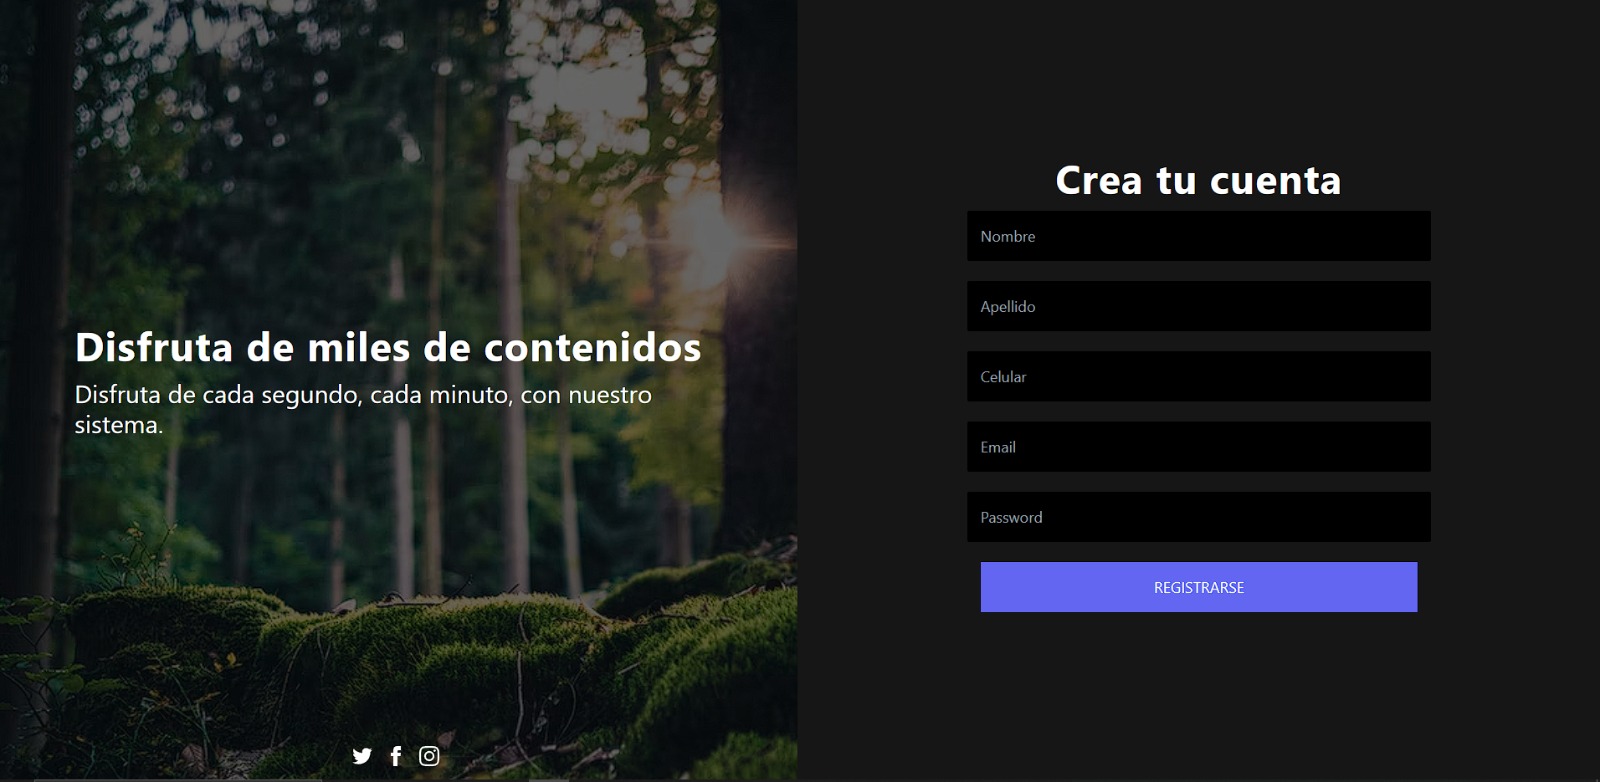 Disfruta de miles de contenidos
Disfruta de cada segundo, cada minuto, con nuestro
sistema.
Crea tu cuenta
Nombre
Apellido
Celular
Email
Password
REGISTRARSE